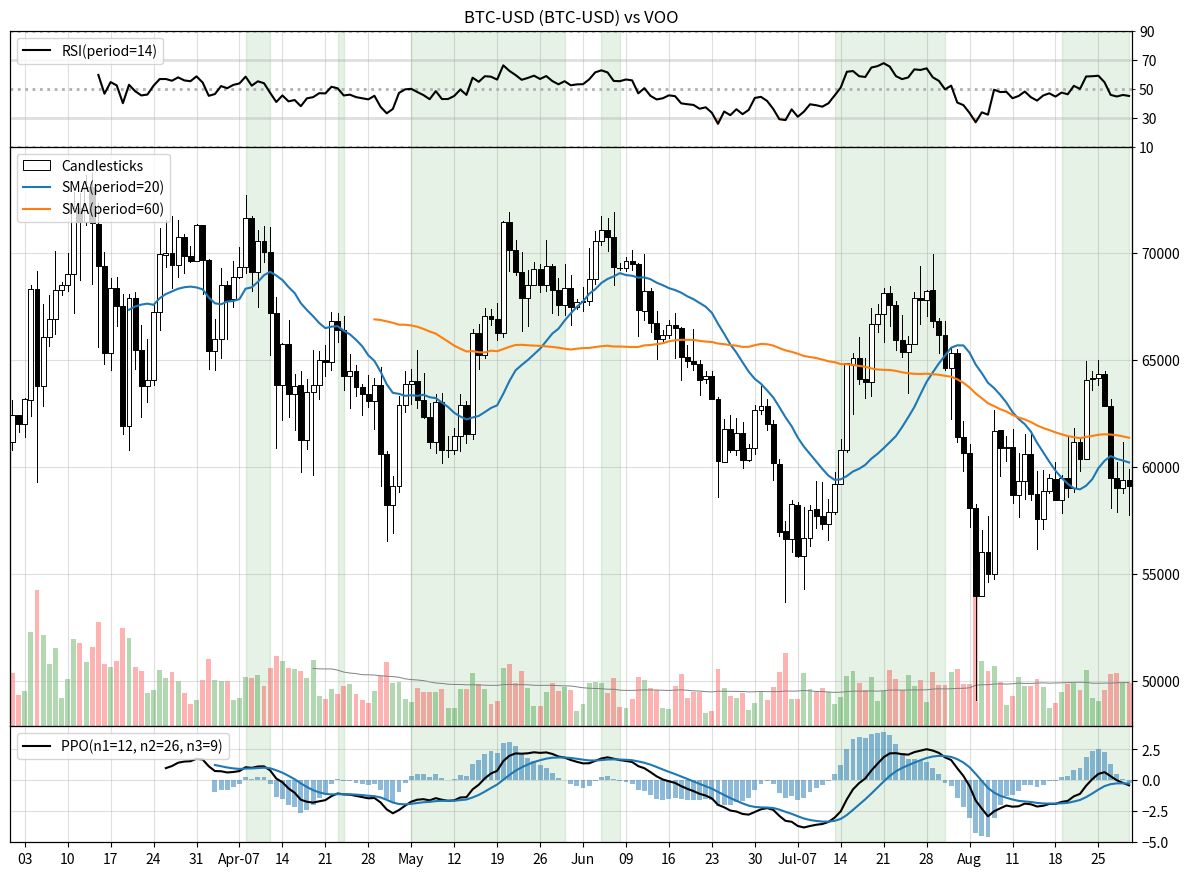 BTC-USD (BTC-USD) vs VOO
RSI(period=14)
90
70
50
30
10
Candlesticks
SMA(period=20)
SMA(period=60)
70000
65000
60000
55000
50000
PPO(n1=12, n2=26, n3=9)
2.5
0.0
−2.5
−5.0
03 10 17 24 31 Apr-07 14 21 28 May 12 19 26 Jun 09 16 23 30 Jul-07 14 21 28 Aug 11 18 25